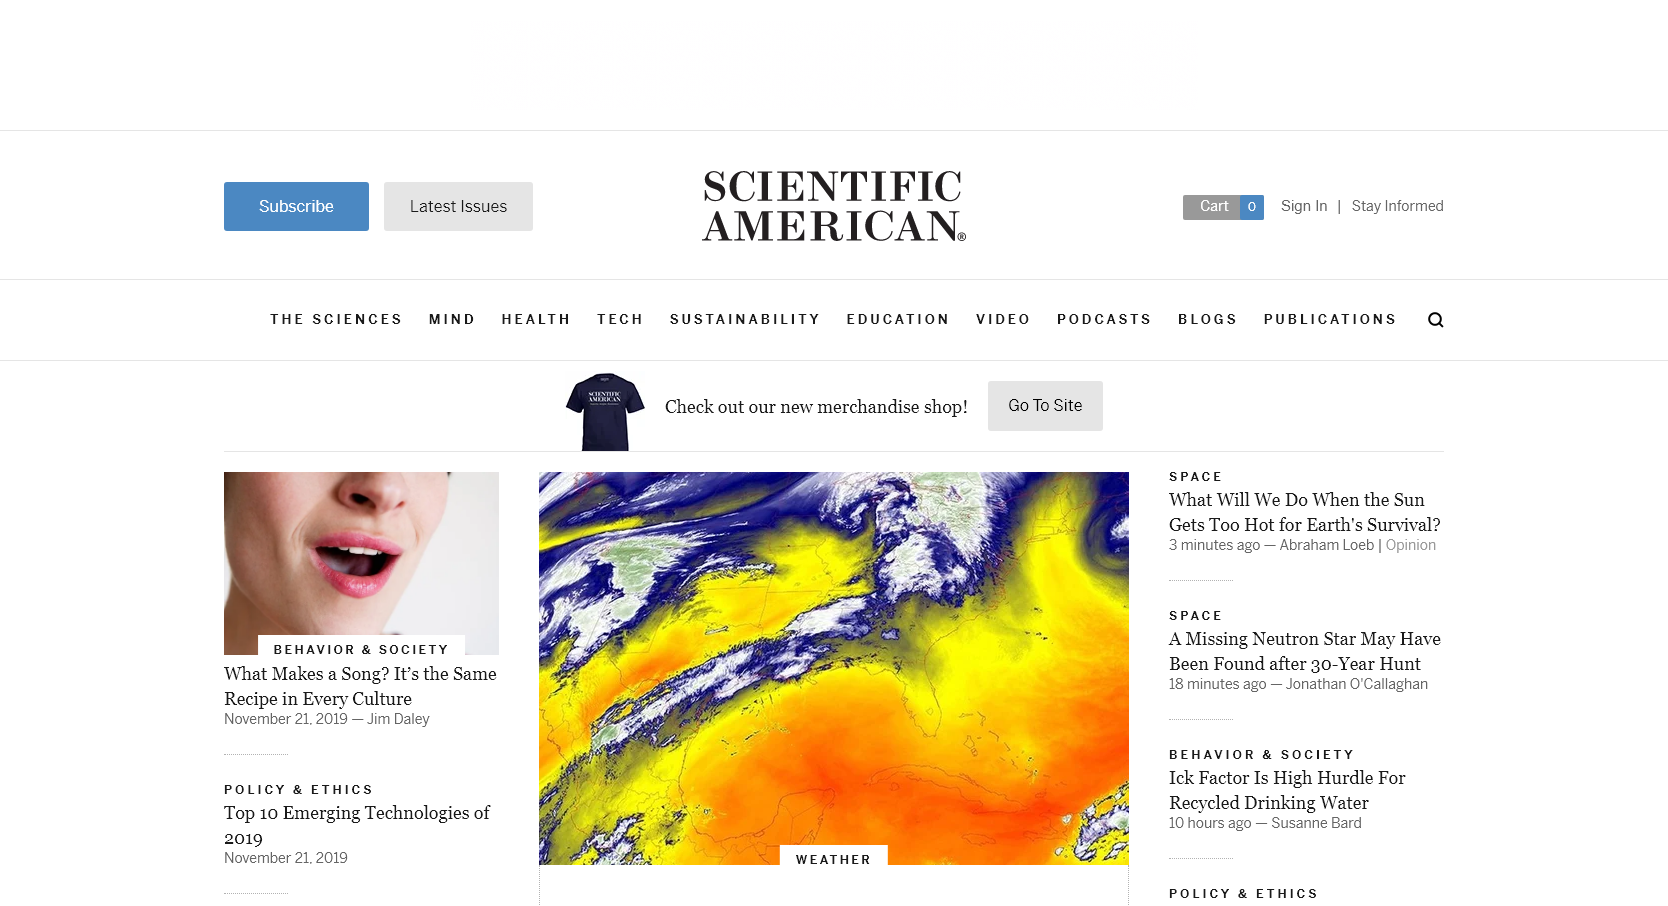 Subscribe
Latest Issues
SCIENTIFIC
AMERICAN®
Cart 0
Sign In | Stay Informed
THE SCIENCES MIND HEALTH TECH SUSTAINABILITY EDUCATION VIDEO PODCASTS BLOGS PUBLICATIONS
SCIENTIFIC
AMERICAN
Check out our new merchandise shop!
Go To Site
BEHAVIOR & SOCIETY
What Makes a Song? It’s the Same
Recipe in Every Culture
November 21, 2019 — Jim Daley
POLICY & ETHICS
Top 10 Emerging Technologies of
2019
November 21, 2019
WEATHER
SPACE
What Will We Do When the Sun
Gets Too Hot for Earth's Survival?
3 minutes ago — Abraham Loeb | Opinion
SPACE
A Missing Neutron Star May Have
Been Found after 30-Year Hunt
18 minutes ago — Jonathan O'Callaghan
BEHAVIOR & SOCIETY
Ick Factor Is High Hurdle For
Recycled Drinking Water
10 hours ago — Susanne Bard
POLICY & ETHICS